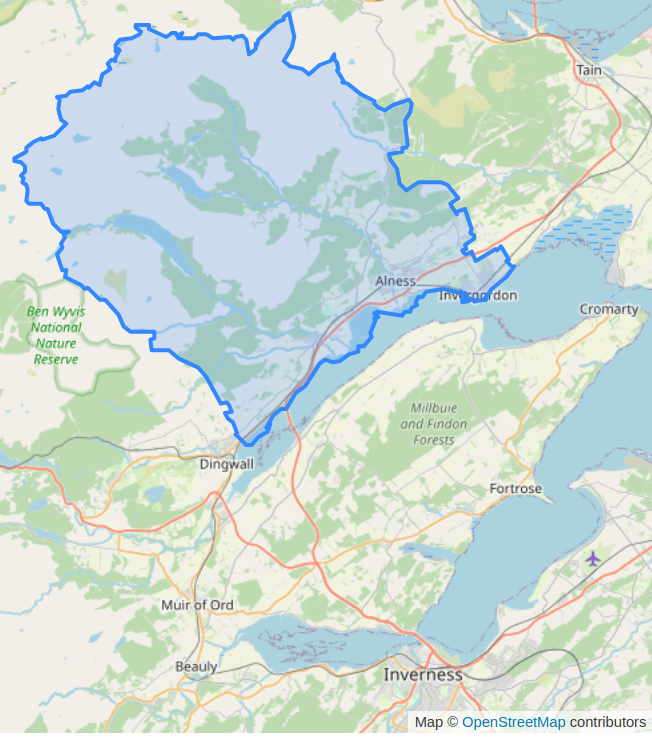 Tain
Alness
Invergordon
Cromarty
Ben Wyvis
National
Nature
Reserve
Millbuie
and Findon
Forests
Dingwall
Fortrose
Muir of Ord
Beauly
Inverness
Map © OpenStreetMap contributors